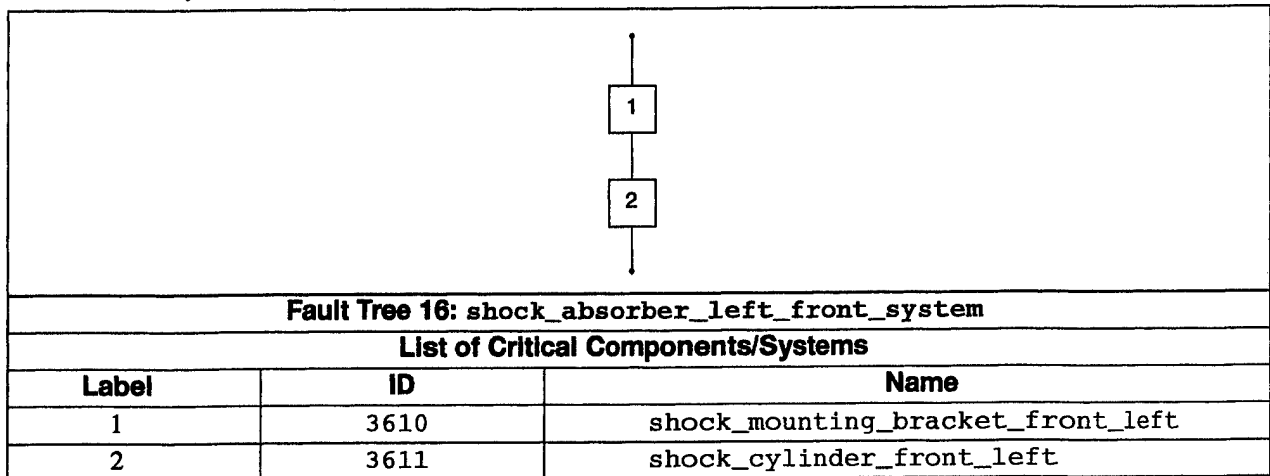 1
2
Fault Tree 16: shock_absorber_left_front_system
List of Critical Components/Systems
Label ID Name
1 3610 shock_mounting_bracket_front_left
2 3611 shock_cylinder_front_left